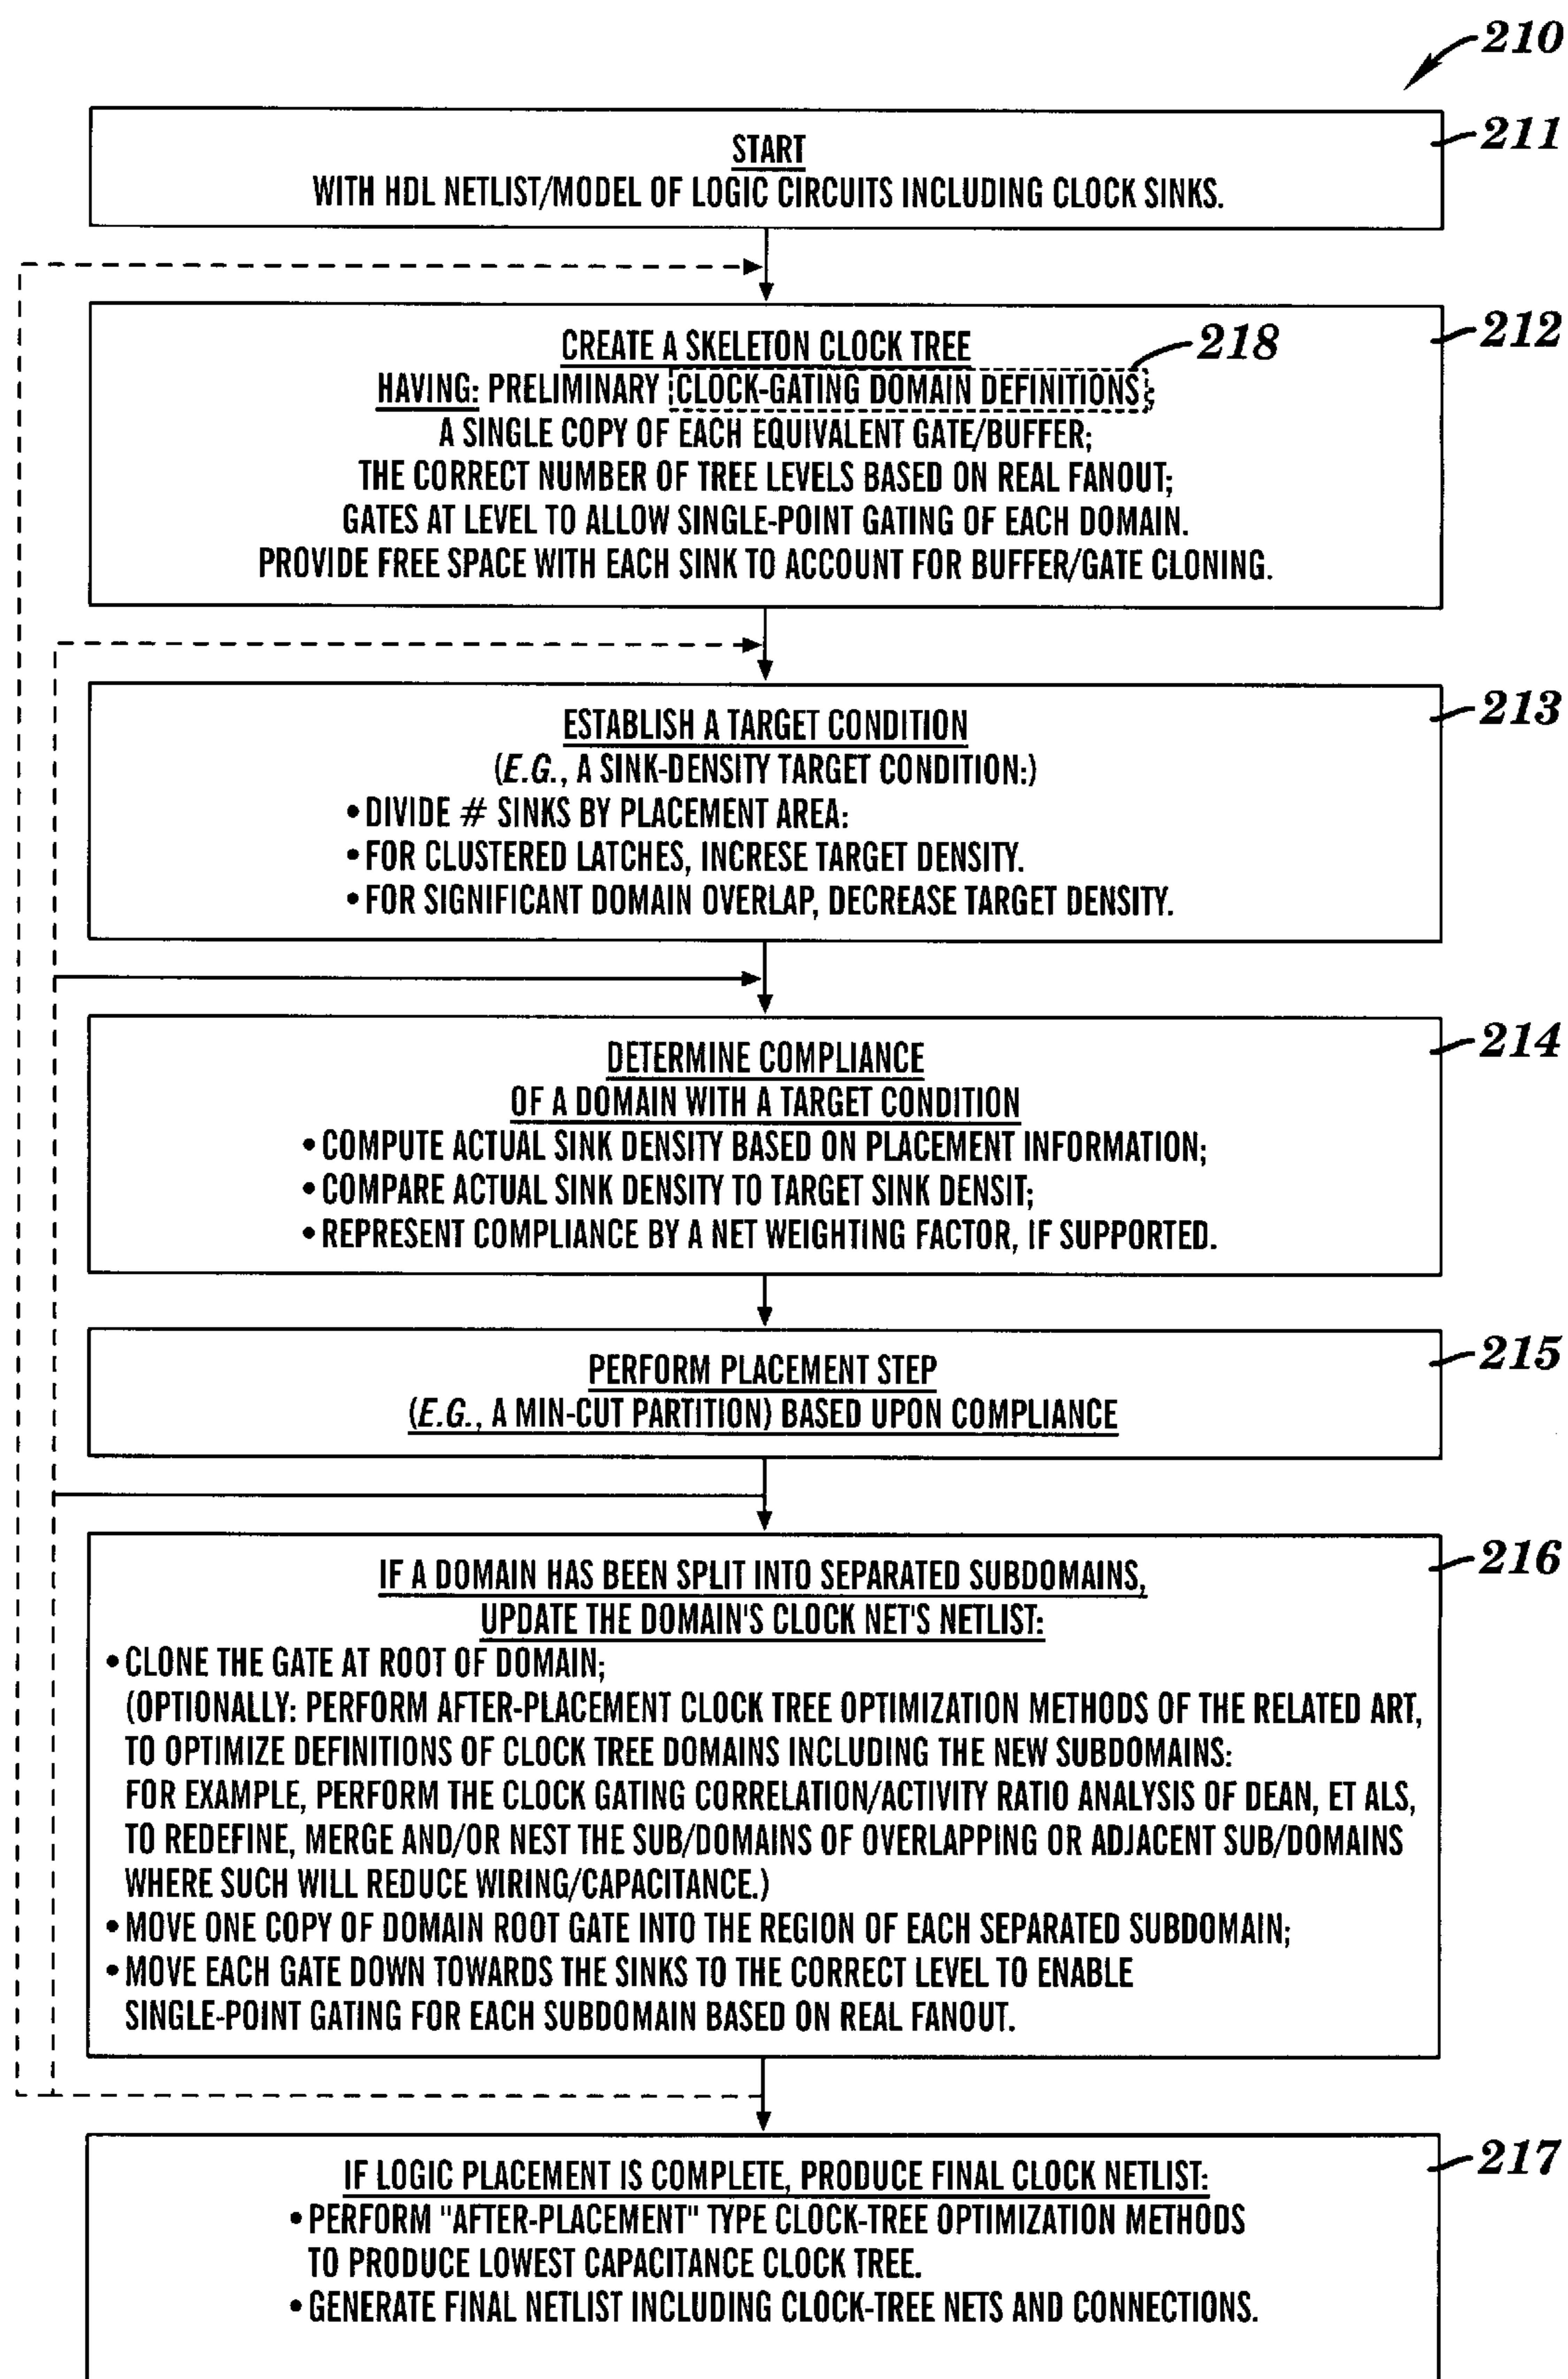 210
211
START
WITH HDL NETLIST/MODEL OF LOGIC CIRCUITS INCLUDING CLOCK SINKS.
212
CREATE A SKELETON CLOCK TREE
218
HAVING: PRELIMINARY CLOCK-GATING DOMAIN DEFINITIONS;
A SINGLE COPY OF EACH EQUIVALENT GATE/BUFFER;
THE CORRECT NUMBER OF TREE LEVELS BASED ON REAL FANOUT;
GATES AT LEVEL TO ALLOW SINGLE-POINT GATING OF EACH DOMAIN.
PROVIDE FREE SPACE WITH EACH SINK TO ACCOUNT FOR BUFFER/GATE CLONING.
213
ESTABLISH A TARGET CONDITION
(E.G., A SINK-DENSITY TARGET CONDITION:)
• DIVIDE # SINKS BY PLACEMENT AREA:
• FOR CLUSTERED LATCHES, INCRESE TARGET DENSITY.
• FOR SIGNIFICANT DOMAIN OVERLAP, DECREASE TARGET DENSITY.
214
DETERMINE COMPLIANCE
OF A DOMAIN WITH A TARGET CONDITION
• COMPUTE ACTUAL SINK DENSITY BASED ON PLACEMENT INFORMATION;
• COMPARE ACTUAL SINK DENSITY TO TARGET SINK DENSIT;
• REPRESENT COMPLIANCE BY A NET WEIGHTING FACTOR, IF SUPPORTED.
215
PERFORM PLACEMENT STEP
(E.G., A MIN-CUT PARTITION) BASED UPON COMPLIANCE
216
IF A DOMAIN HAS BEEN SPLIT INTO SEPARATED SUBDOMAINS,
UPDATE THE DOMAIN'S CLOCK NET'S NETLIST:
• CLONE THE GATE AT ROOT OF DOMAIN;
(OPTIONALLY: PERFORM AFTER-PLACEMENT CLOCK TREE OPTIMIZATION METHODS OF THE RELATED ART,
TO OPTIMIZE DEFINITIONS OF CLOCK TREE DOMAINS INCLUDING THE NEW SUBDOMAINS:
FOR EXAMPLE, PERFORM THE CLOCK GATING CORRELATION/ACTIVITY RATIO ANALYSIS OF DEAN, ET ALS,
TO REDEFINE, MERGE AND/OR NEST THE SUB/DOMAINS OF OVERLAPPING OR ADJACENT SUB/DOMAINS
WHERE SUCH WILL REDUCE WIRING/CAPACITANCE.)
• MOVE ONE COPY OF DOMAIN ROOT GATE INTO THE REGION OF EACH SEPARATED SUBDOMAIN;
• MOVE EACH GATE DOWN TOWARDS THE SINKS TO THE CORRECT LEVEL TO ENABLE
SINGLE-POINT GATING FOR EACH SUBDOMAIN BASED ON REAL FANOUT.
217
IF LOGIC PLACEMENT IS COMPLETE, PRODUCE FINAL CLOCK NETLIST:
• PERFORM "AFTER-PLACEMENT" TYPE CLOCK-TREE OPTIMIZATION METHODS
TO PRODUCE LOWEST CAPACITANCE CLOCK TREE.
• GENERATE FINAL NETLIST INCLUDING CLOCK-TREE NETS AND CONNECTIONS.